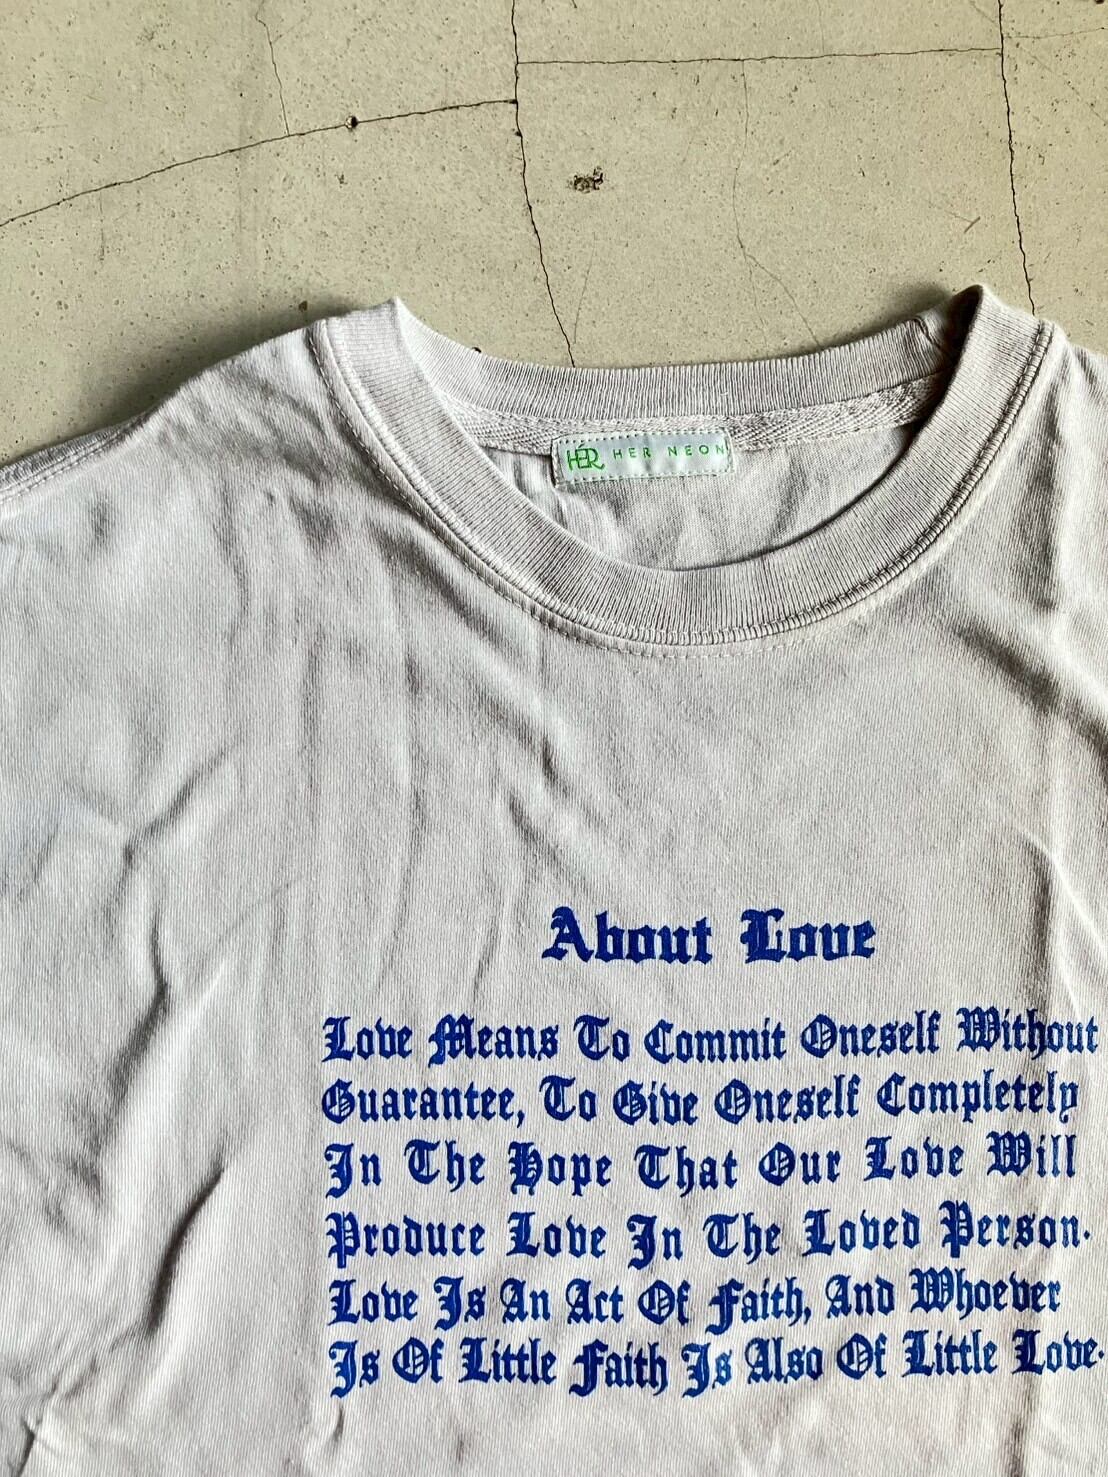 HER HER NEON
About Love
Love Means To Commit Oneself Without
Guarantee, To Give Oneself Completely
In The Hope That Our Love Will
Produce Love In The Loved Person.
Love Is An Act Of Faith, And Whoever
Is Of Little Faith Is Also Of Little Love.